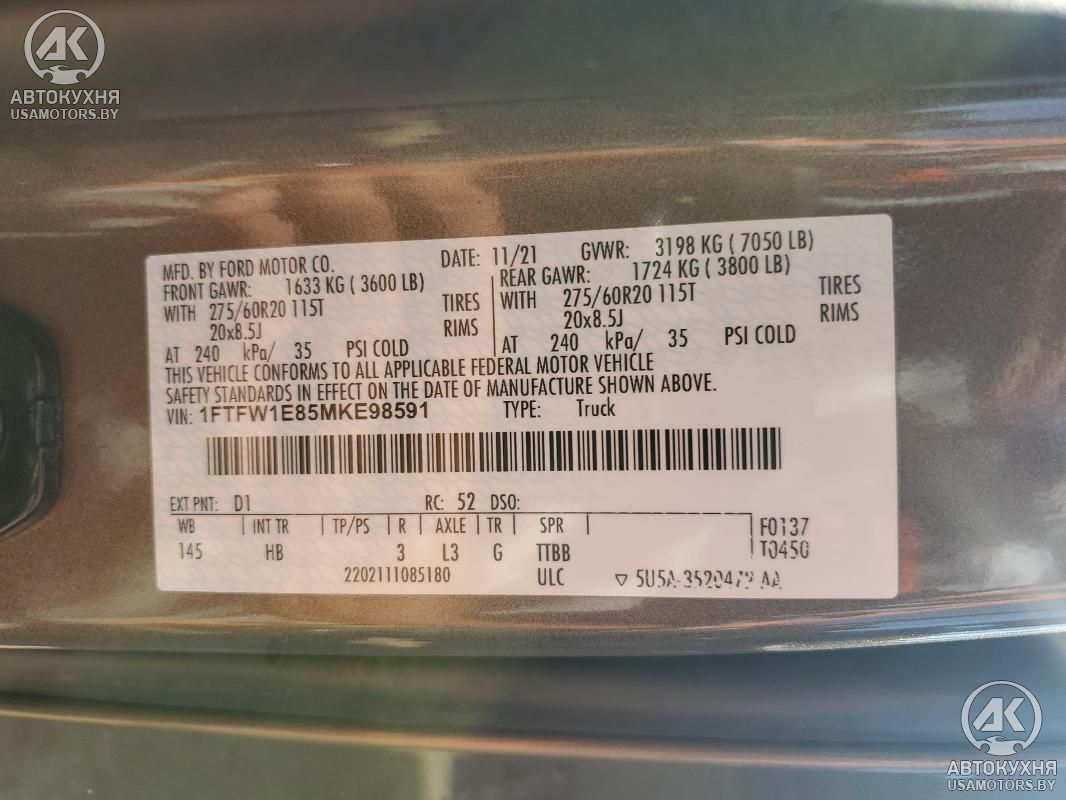 АК
АВТОКУХНЯ
USAMOTORS.BY
MFD. BY FORD MOTOR CO. DATE: 11/21 GVWR: 3198 KG ( 7050 LB)
FRONT GAWR: 1633 KG ( 3600 LB) REAR GAWR: 1724 KG ( 3800 LB)
WITH 275/60R20 115T TIRES WITH 275/60R20 115T TIRES
20x8.5J RIMS 20x8.5J RIMS
AT 240 kPa/ 35 PSI COLD AT 240 kPa/ 35 PSI COLD
THIS VEHICLE CONFORMS TO ALL APPLICABLE FEDERAL MOTOR VEHICLE
SAFETY STANDARDS IN EFFECT ON THE DATE OF MANUFACTURE SHOWN ABOVE.
VIN: 1FTFW1E85MKE98591 TYPE: Truck
EXT PNT: D1 RC: 52 DSO:
WB INT TR TP/PS R AXLE TR SPR F0137
145 HB 3 L3 G TTBB T0450
2202111085180 ULC ▽ 5U5A-3520472 AA
АК
АВТОКУХНЯ
USAMOTORS.BY